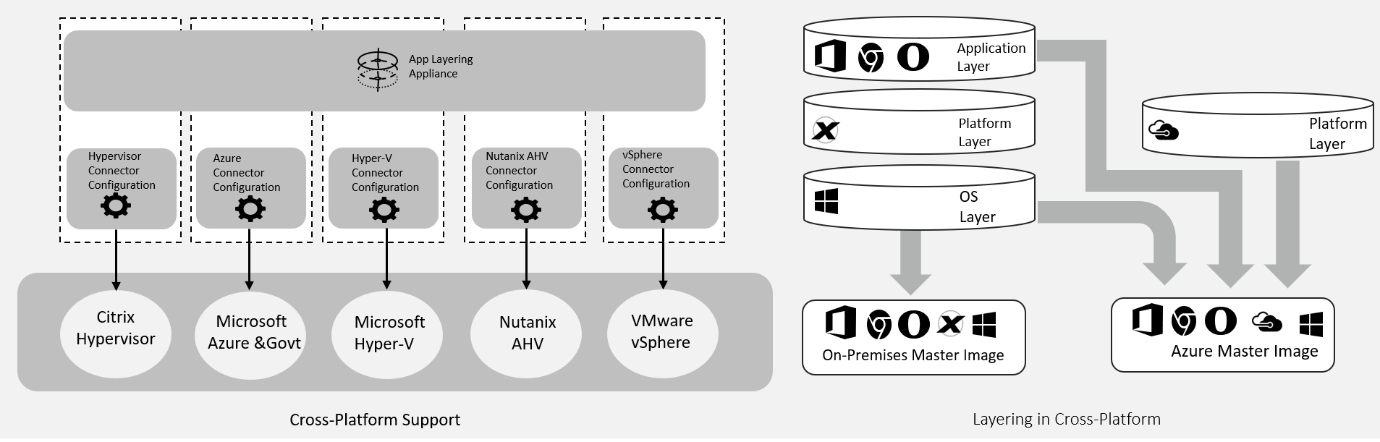 App Layering
Appliance
Hypervisor
Connector
Configuration
Azure
Connector
Configuration
Hyper-V
Connector
Configuration
Nutanix AHV
Connector
Configuration
vSphere
Connector
Configuration
Citrix
Hypervisor
Microsoft
Azure &Govt
Microsoft
Hyper-V
Nutanix
AHV
VMware
vSphere
Cross-Platform Support
Application
Layer
Platform
Layer
OS
Layer
Platform
Layer
On-Premises Master Image
Azure Master Image
Layering in Cross-Platform